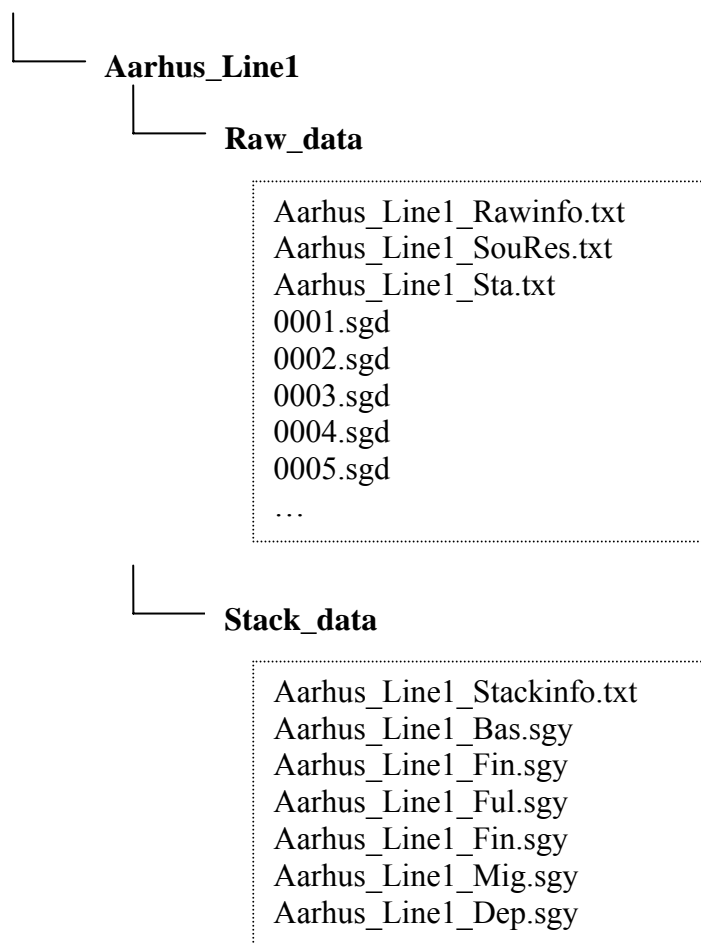 Aarhus_Line1
Raw_data
Aarhus_Line1_Rawinfo.txt
Aarhus_Line1_SouRes.txt
Aarhus_Line1_Sta.txt
0001.sgd
0002.sgd
0003.sgd
0004.sgd
0005.sgd
…
Stack_data
Aarhus_Line1_Stackinfo.txt
Aarhus_Line1_Bas.sgy
Aarhus_Line1_Fin.sgy
Aarhus_Line1_Ful.sgy
Aarhus_Line1_Fin.sgy
Aarhus_Line1_Mig.sgy
Aarhus_Line1_Dep.sgy